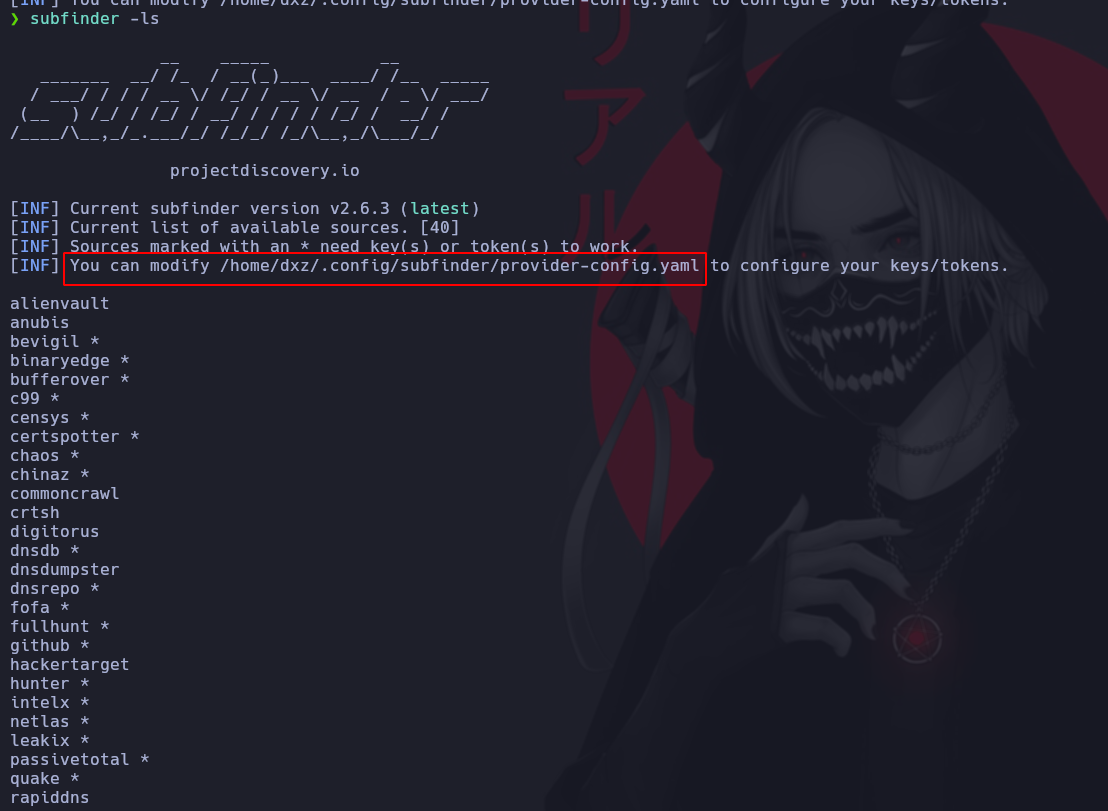 [INF] You can modify /home/dxz/.config/subfinder/provider-config.yaml to configure your keys/tokens.
❯ subfinder -ls
               __    _____           __
   _______  __/ /_  / __(_)___  ____/ /__  _____
  / ___/ / / / __ \/ /_/ / __ \/ __  / _ \/ ___/
 (__  ) /_/ / /_/ / __/ / / / / /_/ /  __/ /
/____/\__,_/_.___/_/ /_/_/ /_/\__,_/\___/_/
projectdiscovery.io
[INF] Current subfinder version v2.6.3 (latest)
[INF] Current list of available sources. [40]
[INF] Sources marked with an * need key(s) or token(s) to work.
[INF] You can modify /home/dxz/.config/subfinder/provider-config.yaml to configure your keys/tokens.
alienvault
anubis
bevigil *
binaryedge *
bufferover *
c99 *
censys *
certspotter *
chaos *
chinaz *
commoncrawl
crtsh
digitorus
dnsdb *
dnsdumpster
dnsrepo *
fofa *
fullhunt *
github *
hackertarget
hunter *
intelx *
netlas *
leakix *
passivetotal *
quake *
rapiddns
リアル